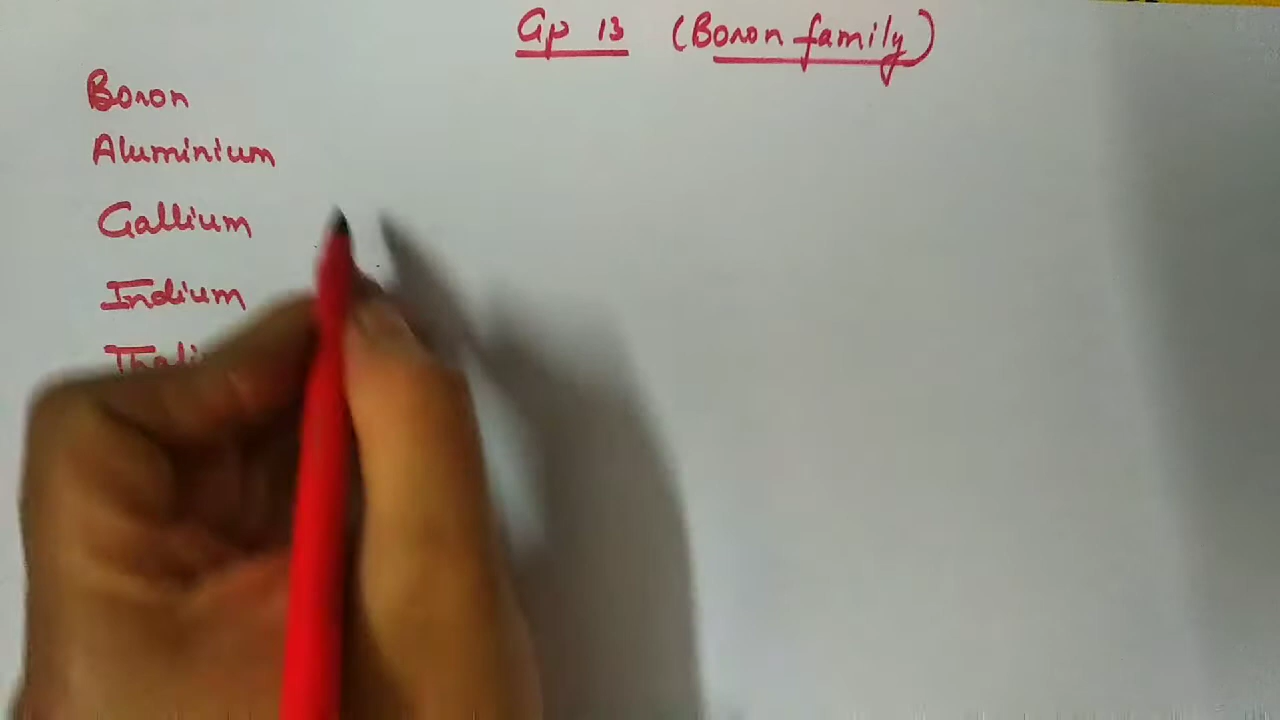 Gp 13 (Boron family)
Boron
Aluminium
Gallium
Indium